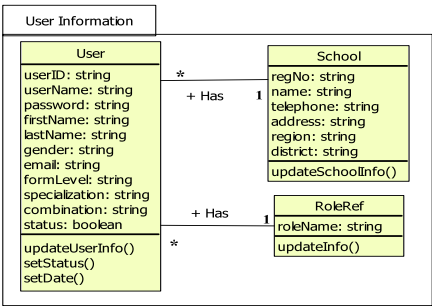 User Information
User
userID: string
userName: string
password: string
firstName: string
lastName: string
gender: string
email: string
formLevel: string
specialization: string
combination: string
status: boolean
updateUserInfo()
setStatus()
setDate()
*
+ Has
1
School
regNo: string
name: string
telephone: string
address: string
region: string
district: string
updateSchoolInfo()
+ Has
1
*
RoleRef
roleName: string
updateInfo()